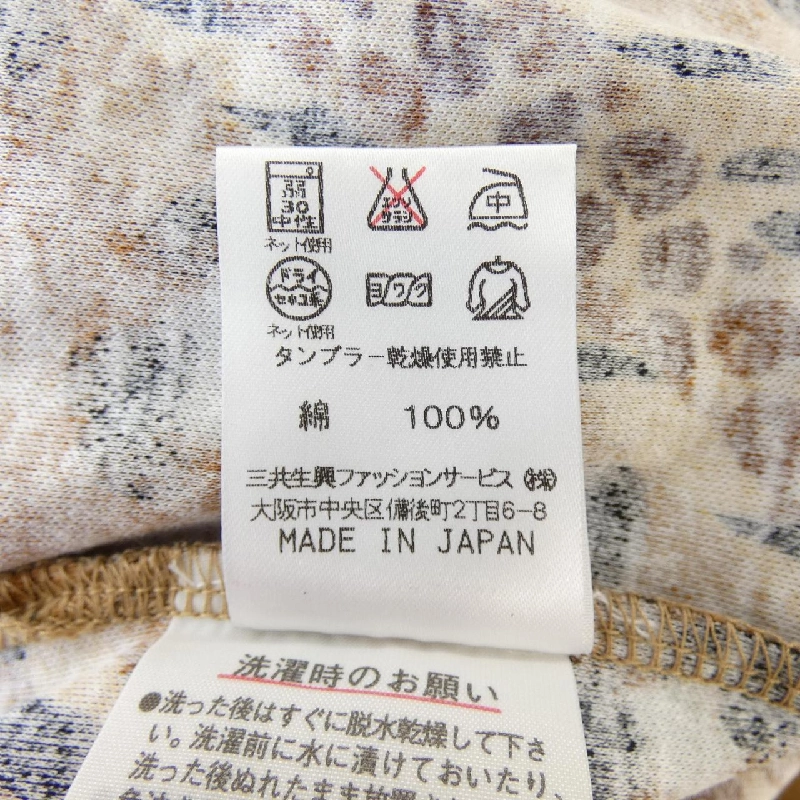 弱
30
中性
ネット使用
エンソ
サラシ
中
ドライ
セキユ系
ネット使用
ヨワク
タンブラー乾燥使用禁止
綿 100%
三共生興ファッションサービス ㈱
大阪市中央区備後町2丁目6-8
MADE IN JAPAN
洗濯時のお願い
●洗った後はすぐに脱水乾燥して下さ
い。洗濯前に水に漬けておいたり、
洗った後ぬれたまま放置